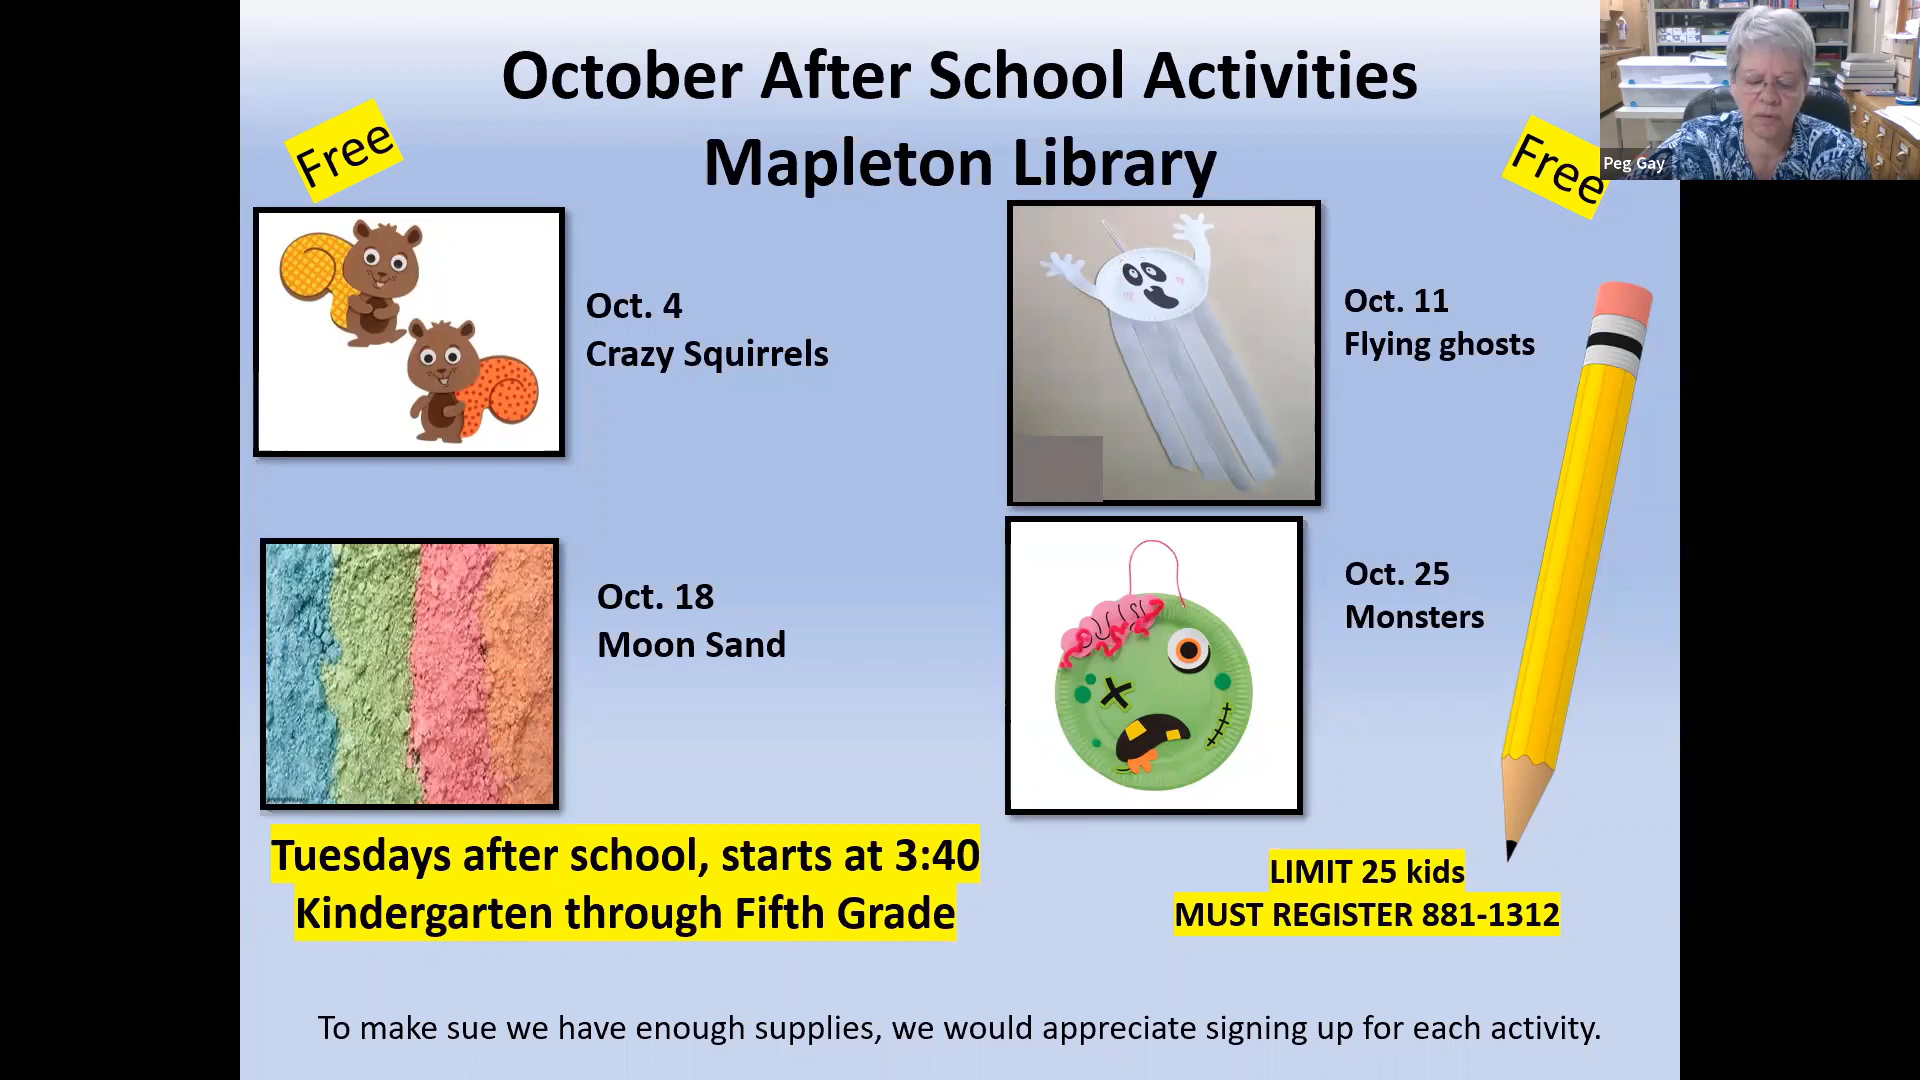 October After School Activities
Mapleton Library
Free
Free
Peg Gay
Oct. 4
Crazy Squirrels
Oct. 11
Flying ghosts
Oct. 18
Moon Sand
Oct. 25
Monsters
Tuesdays after school, starts at 3:40
Kindergarten through Fifth Grade
LIMIT 25 kids
MUST REGISTER 881-1312
To make sue we have enough supplies, we would appreciate signing up for each activity.